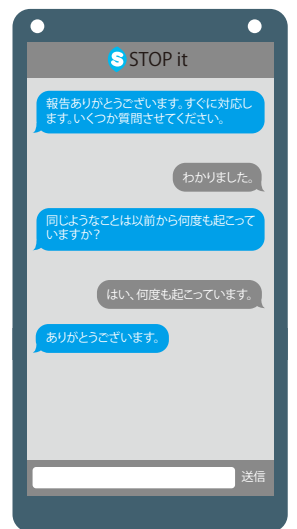 S STOP it
報告ありがとうございます。すぐに対応し
ます。いくつか質問させてください。
わかりました。
同じようなことは以前から何度も起こって
いますか？
はい、何度も起こっています。
ありがとうございます。
送信